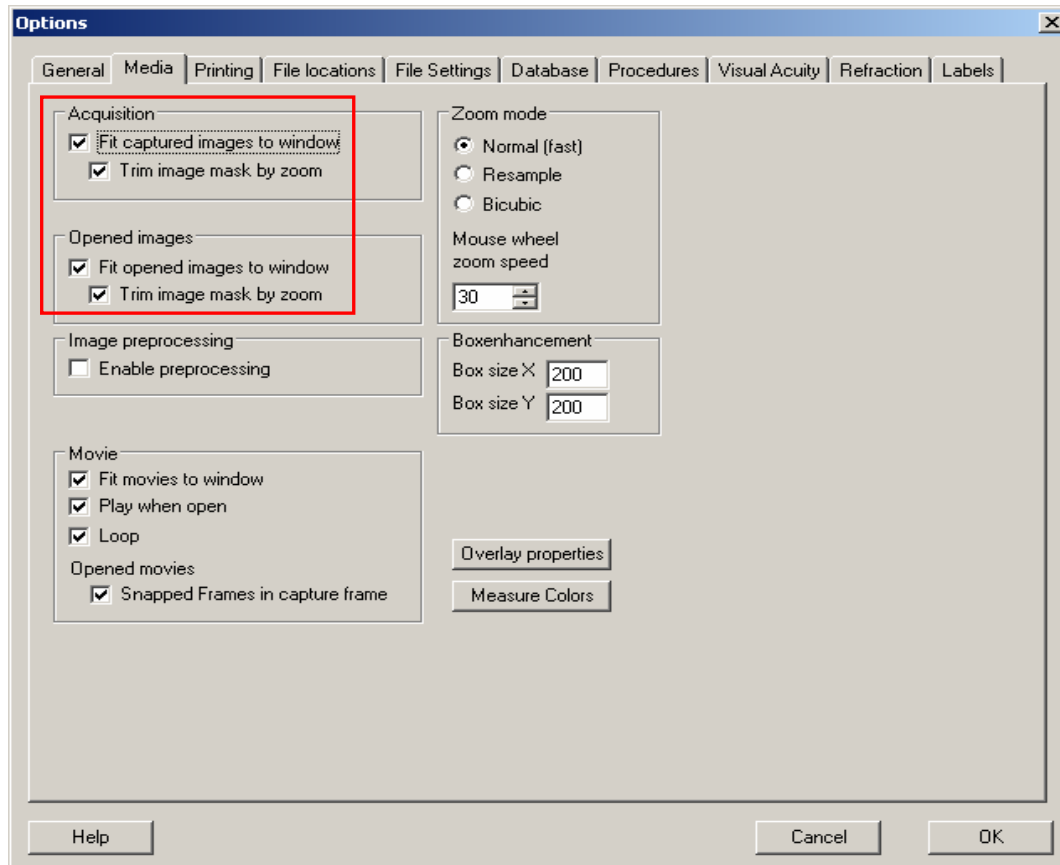 Options
General Media Printing File locations File Settings Database Procedures Visual Acuity Refraction Labels
Acquisition
Fit captured images to window
Trim image mask by zoom
Opened images
Fit opened images to window
Trim image mask by zoom
Image preprocessing
Enable preprocessing
Movie
Fit movies to window
Play when open
Loop
Opened movies
Snapped Frames in capture frame
Zoom mode
Normal (fast)
Resample
Bicubic
Mouse wheel
zoom speed
30
Boxenhancement
Box size X 200
Box size Y 200
Overlay properties
Measure Colors
Help Cancel OK